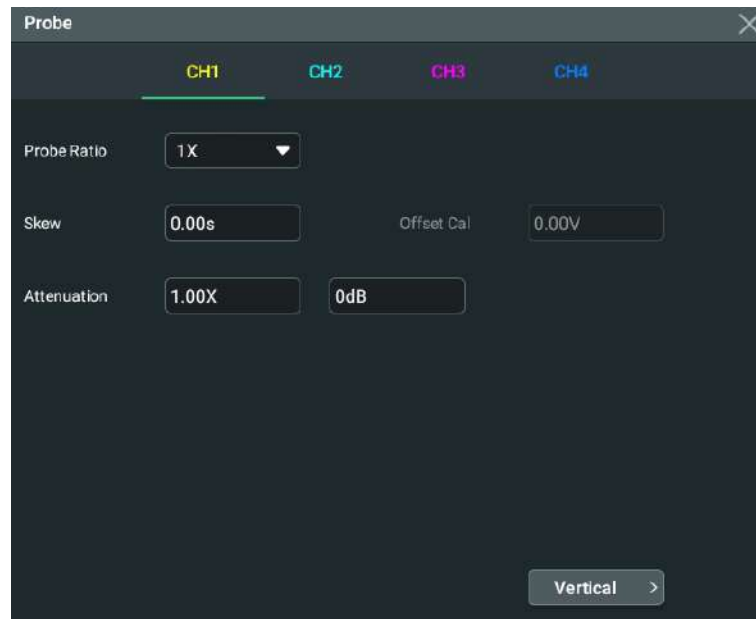 Probe
CH1 CH2 CH3 CH4
Probe Ratio 1X
Skew 0.00s Offset Cal 0.00V
Attenuation 1.00X 0dB
Vertical >